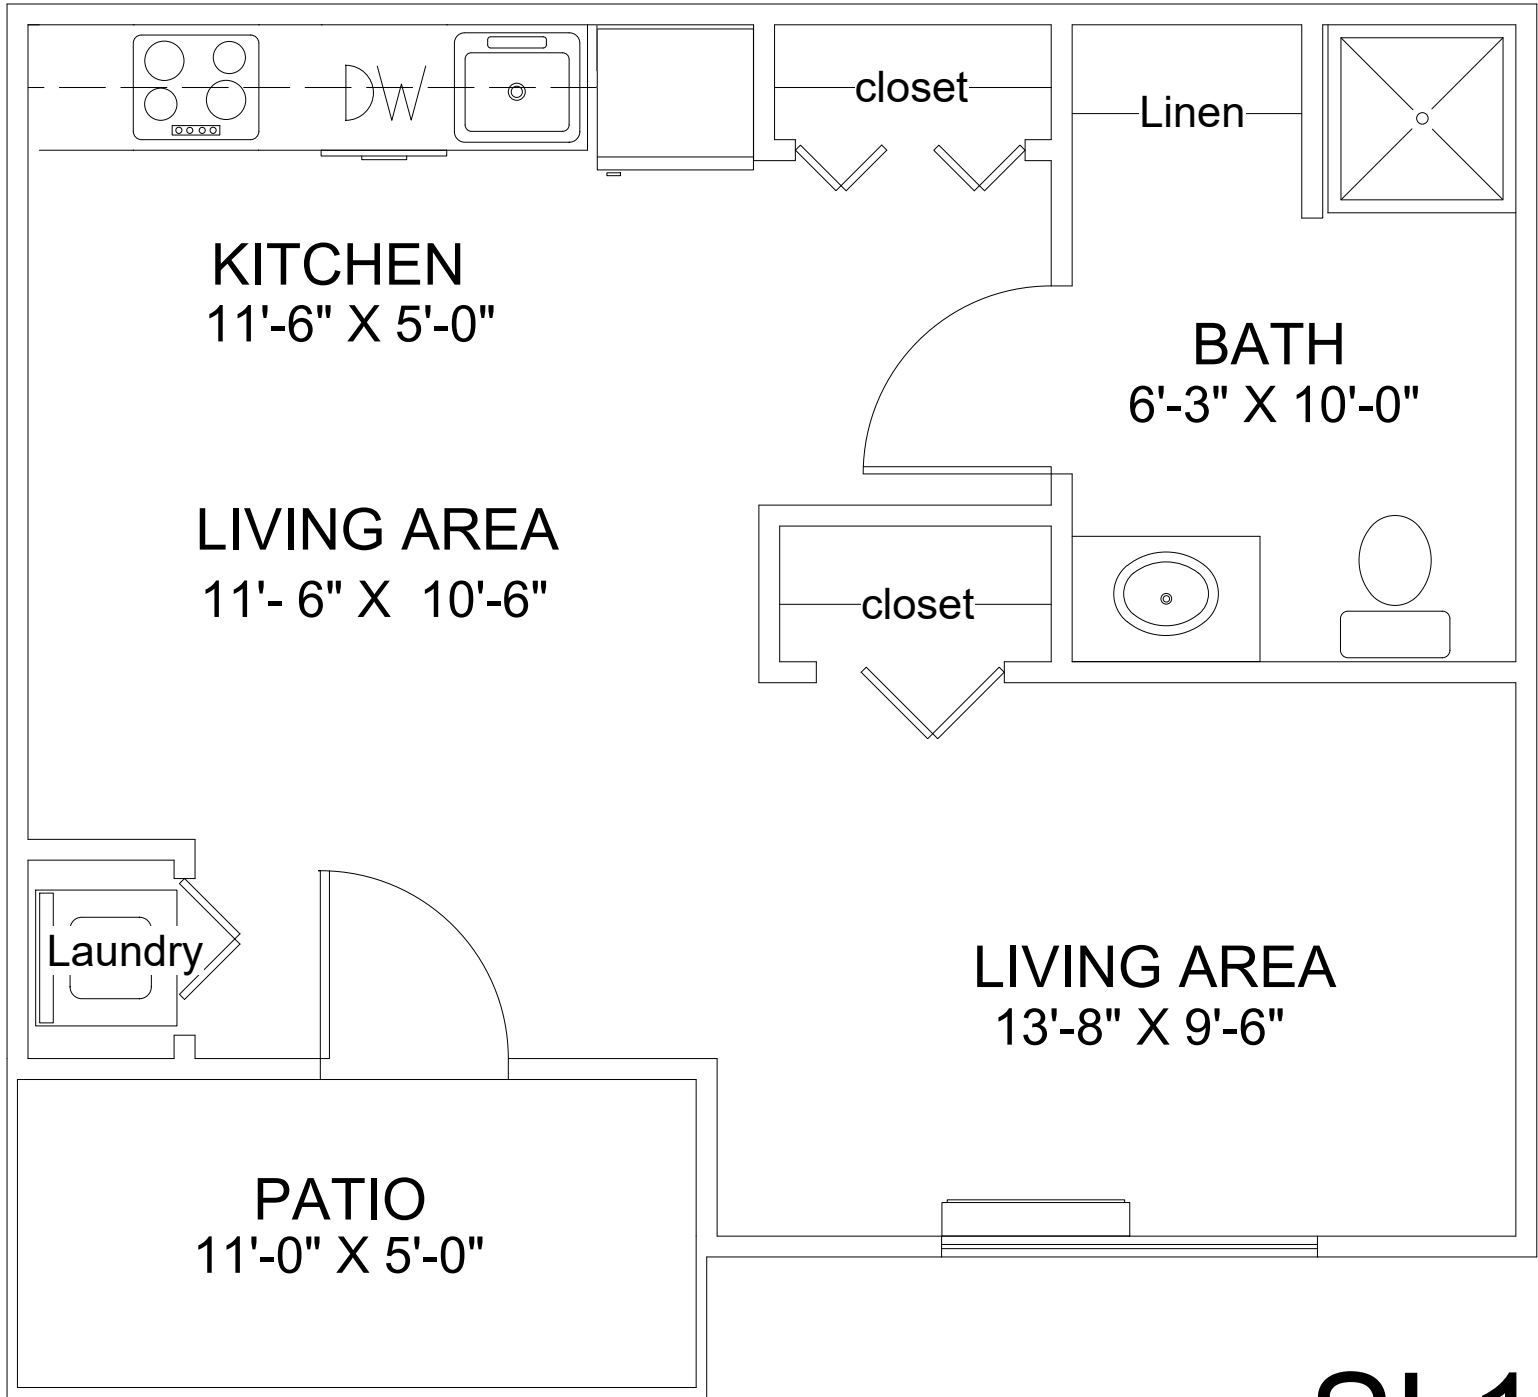 closet
Linen
DW
KITCHEN
11'-6" X 5'-0"
BATH
6'-3" X 10'-0"
LIVING AREA
11'- 6" X 10'-6"
closet
Laundry
LIVING AREA
13'-8" X 9'-6"
PATIO
11'-0" X 5'-0"